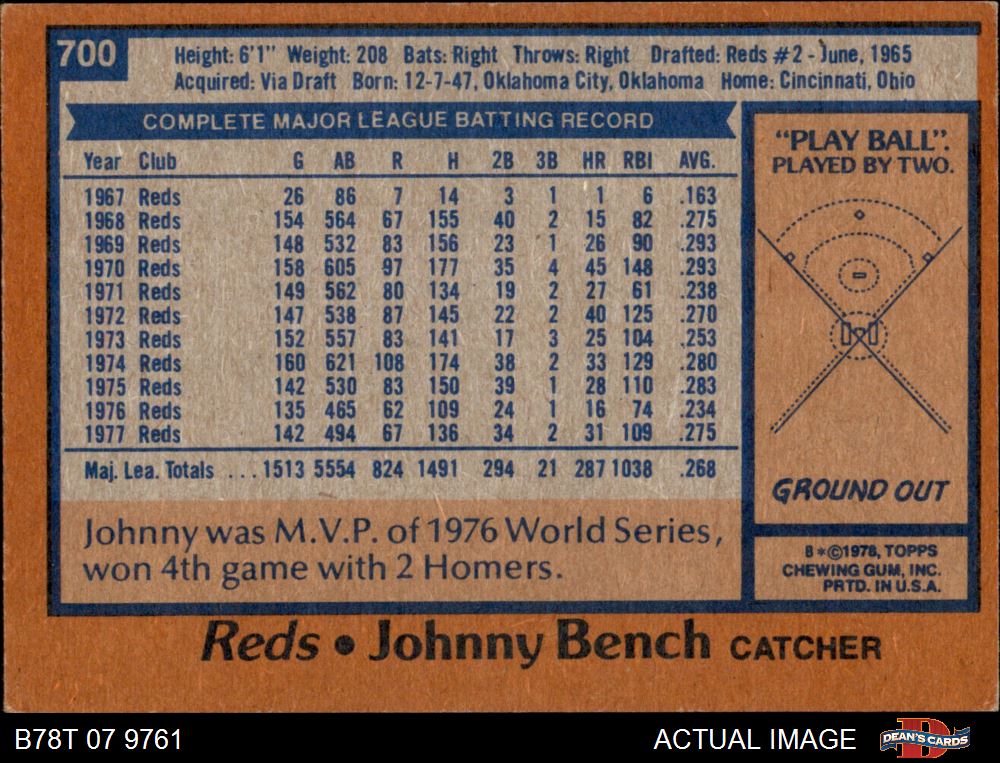 700
Height: 6'1" Weight: 208 Bats: Right Throws: Right Drafted: Reds #2 - June, 1965
Acquired: Via Draft Born: 12-7-47, Oklahoma City, Oklahoma Home: Cincinnati, Ohio
COMPLETE MAJOR LEAGUE BATTING RECORD
Year Club G AB R H 2B 3B HR RBI AVG.
1967 Reds 26 86 7 14 3 1 1 6 .163
1968 Reds 154 564 67 155 40 2 15 82 .275
1969 Reds 148 532 83 156 23 1 26 90 .293
1970 Reds 158 605 97 177 35 4 45 148 .293
1971 Reds 149 562 80 134 19 2 27 61 .238
1972 Reds 147 538 87 145 22 2 40 125 .270
1973 Reds 152 557 83 141 17 3 25 104 .253
1974 Reds 160 621 108 174 38 2 33 129 .280
1975 Reds 142 530 83 150 39 1 28 110 .283
1976 Reds 135 465 62 109 24 1 16 74 .234
1977 Reds 142 494 67 136 34 2 31 109 .275
Maj. Lea. Totals ... 1513 5554 824 1491 294 21 287 1038 .268
Johnny was M.V.P. of 1976 World Series,
won 4th game with 2 Homers.
"PLAY BALL".
PLAYED BY TWO.
GROUND OUT
B*©1978, TOPPS
CHEWING GUM, INC.
PRTD. IN U.S.A.
Reds • Johnny Bench CATCHER
B78T 07 9761
ACTUAL IMAGE
D
DEAN'S CARDS